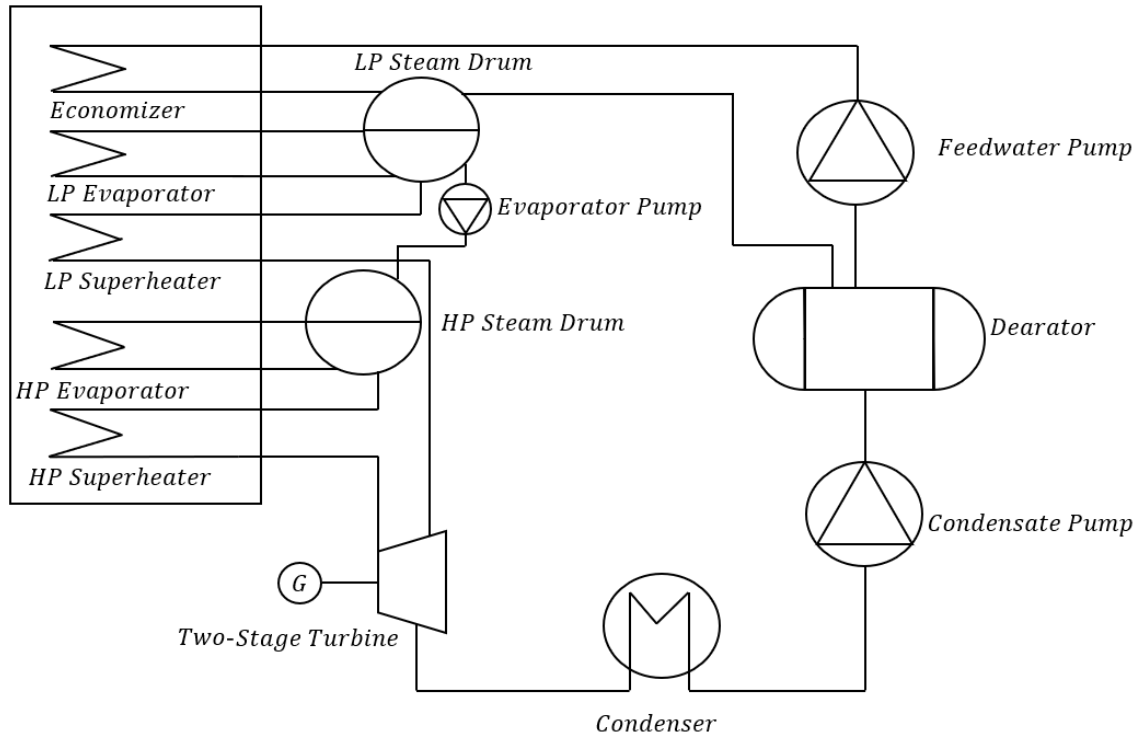 LP Steam Drum
Economizer
Feedwater Pump
LP Evaporator
Evaporator Pump
LP Superheater
HP Steam Drum
Dearator
HP Evaporator
HP Superheater
Condensate Pump
G
Two-Stage Turbine
Condenser